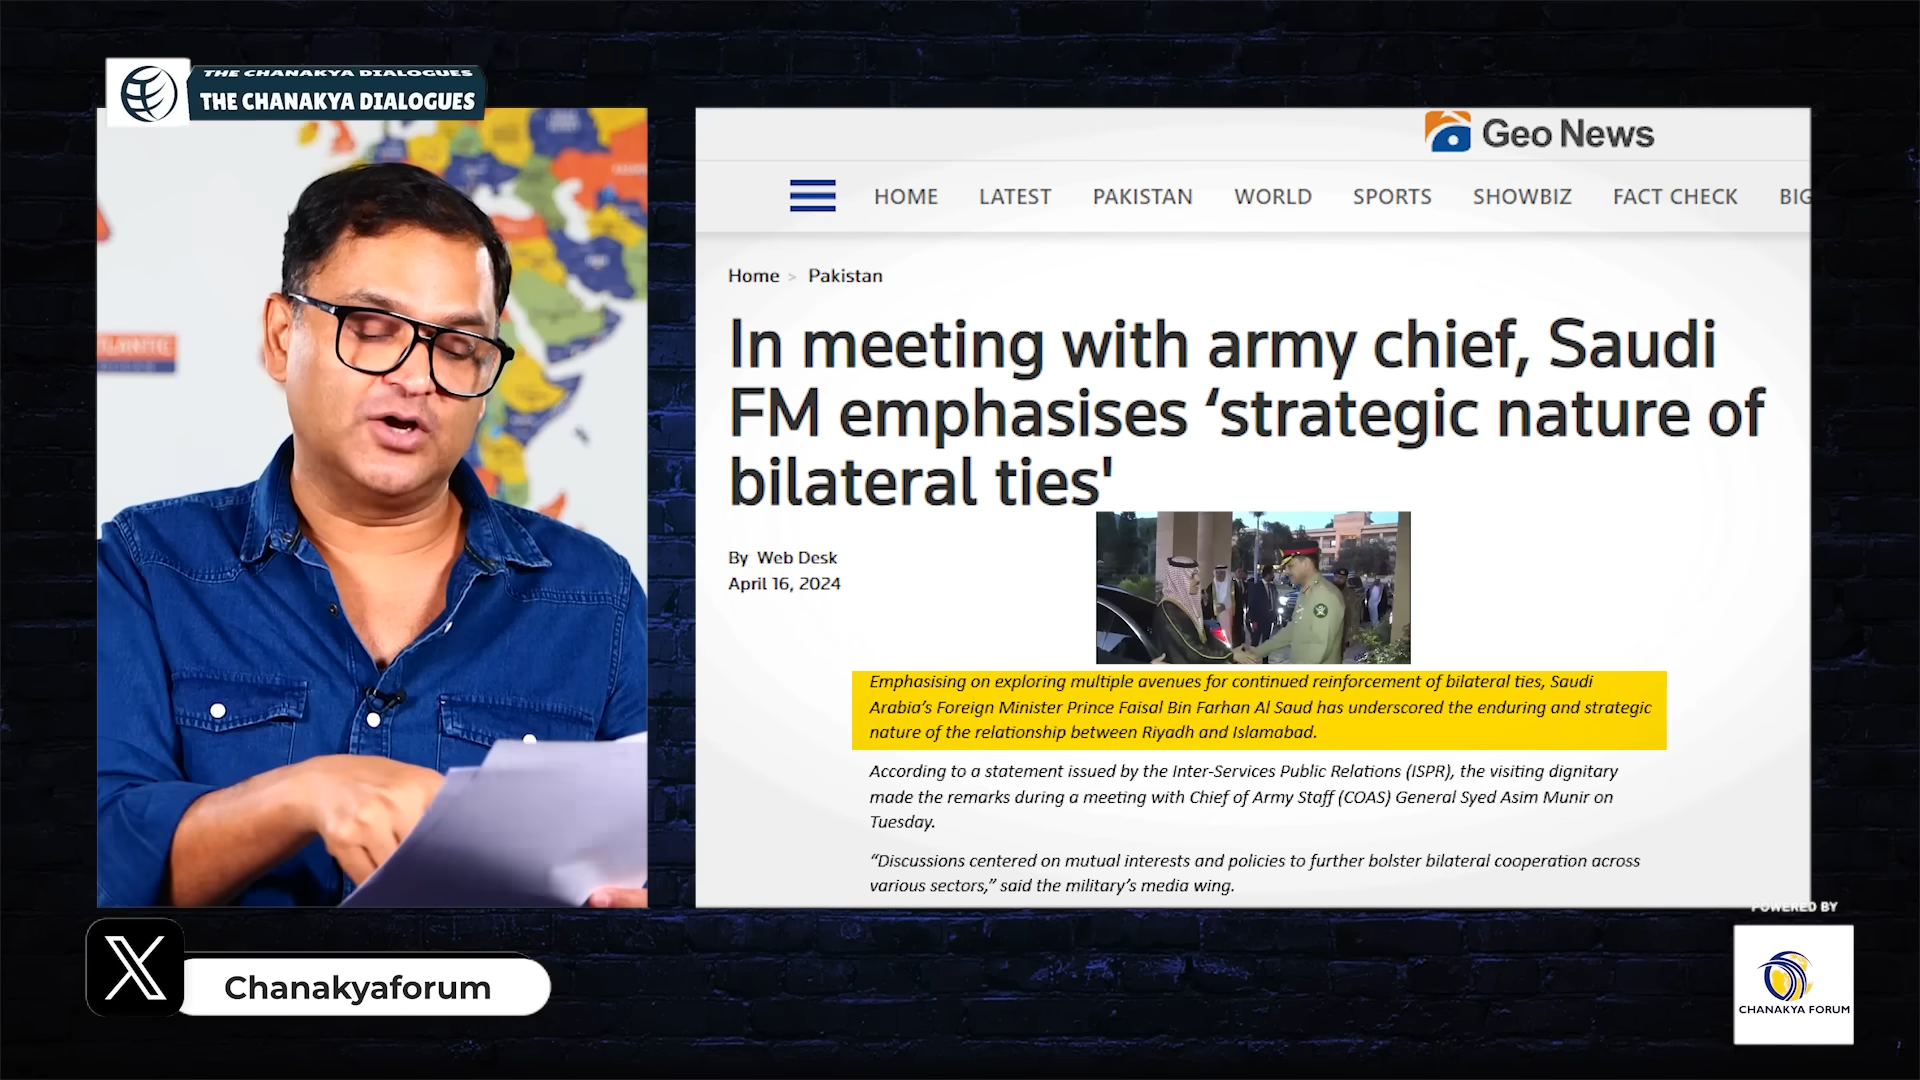 THE CHANAKYA DIALOGUES
THE CHANAKYA DIALOGUES
Geo News
HOME LATEST PAKISTAN WORLD SPORTS SHOWBIZ FACT CHECK BIG
Home > Pakistan
In meeting with army chief, Saudi
FM emphasises ‘strategic nature of
bilateral ties'
By Web Desk
April 16, 2024
Emphasising on exploring multiple avenues for continued reinforcement of bilateral ties, Saudi
Arabia’s Foreign Minister Prince Faisal Bin Farhan Al Saud has underscored the enduring and strategic
nature of the relationship between Riyadh and Islamabad.
According to a statement issued by the Inter-Services Public Relations (ISPR), the visiting dignitary
made the remarks during a meeting with Chief of Army Staff (COAS) General Syed Asim Munir on
Tuesday.
“Discussions centered on mutual interests and policies to further bolster bilateral cooperation across
various sectors,” said the military’s media wing.
X Chanakyaforum
POWERED BY
CHANAKYA FORUM